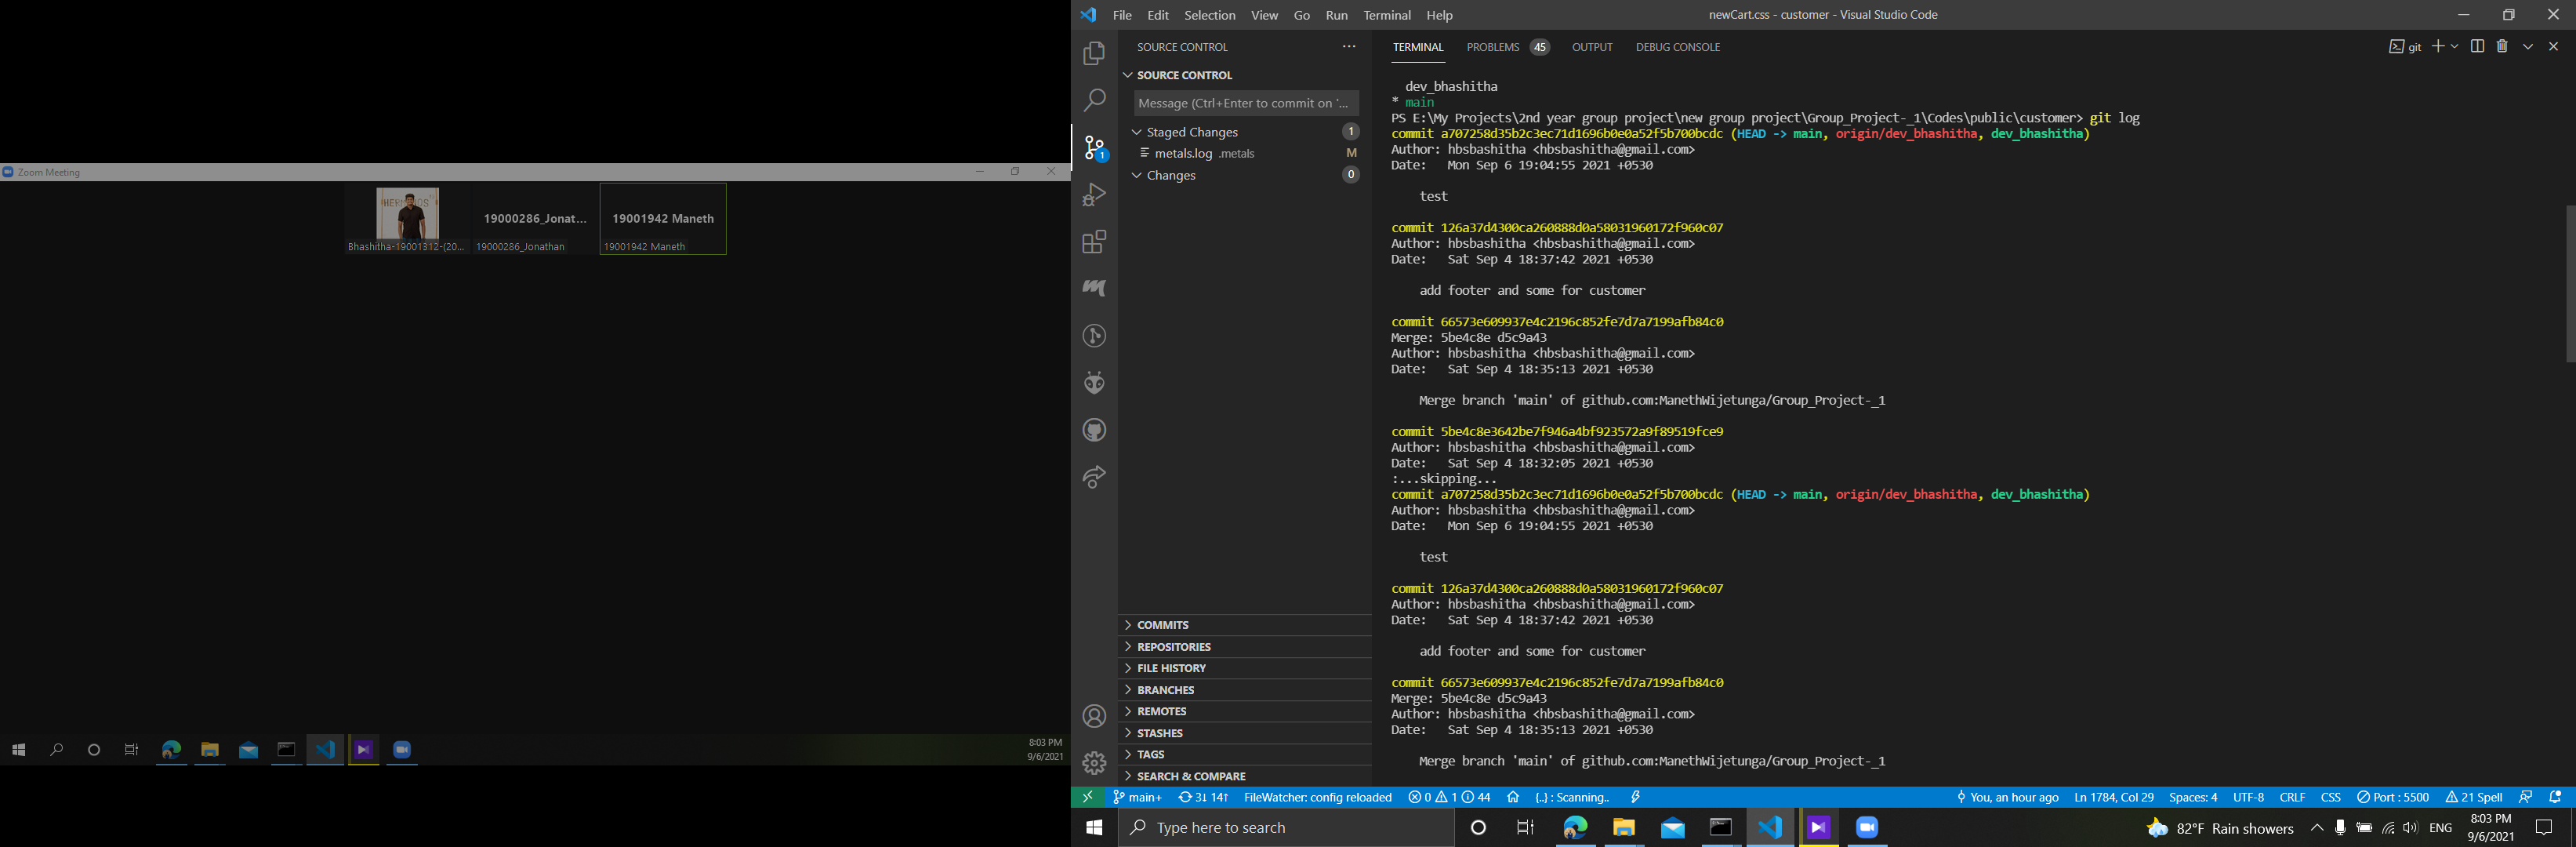 Zoom Meeting
HERMANOS
19000286_Jonat...
19001942 Maneth
Bhashitha-19001312-(20...
19000286_Jonathan
19001942 Maneth
8:03 PM
9/6/2021
File Edit Selection View Go Run Terminal Help
newCart.css - customer - Visual Studio Code
SOURCE CONTROL
SOURCE CONTROL
Message (Ctrl+Enter to commit on '...
Staged Changes 1
metals.log .metals M
Changes 0
COMMITS
REPOSITORIES
FILE HISTORY
BRANCHES
REMOTES
STASHES
TAGS
SEARCH & COMPARE
1
TERMINAL PROBLEMS 45 OUTPUT DEBUG CONSOLE
git
dev_bhashitha
* main
PS E:\My Projects\2nd year group project\new group project\Group_Project-_1\Codes\public\customer> git log
commit a707258d35b2c3ec71d1696b0e0a52f5b700bcdc (HEAD -> main, origin/dev_bhashitha, dev_bhashitha)
Author: hbsbashitha <hbsbashitha@gmail.com>
Date:   Mon Sep 6 19:04:55 2021 +0530
test
commit 126a37d4300ca260888d0a58031960172f960c07
Author: hbsbashitha <hbsbashitha@gmail.com>
Date:   Sat Sep 4 18:37:42 2021 +0530
add footer and some for customer
commit 66573e609937e4c2196c852fe7d7a7199afb84c0
Merge: 5be4c8e d5c9a43
Author: hbsbashitha <hbsbashitha@gmail.com>
Date:   Sat Sep 4 18:35:13 2021 +0530
Merge branch 'main' of github.com:ManethWijetunga/Group_Project-_1
commit 5be4c8e3642be7f946a4bf923572a9f89519fce9
Author: hbsbashitha <hbsbashitha@gmail.com>
Date:   Sat Sep 4 18:32:05 2021 +0530
:...skipping...
commit a707258d35b2c3ec71d1696b0e0a52f5b700bcdc (HEAD -> main, origin/dev_bhashitha, dev_bhashitha)
Author: hbsbashitha <hbsbashitha@gmail.com>
Date:   Mon Sep 6 19:04:55 2021 +0530
test
commit 126a37d4300ca260888d0a58031960172f960c07
Author: hbsbashitha <hbsbashitha@gmail.com>
Date:   Sat Sep 4 18:37:42 2021 +0530
add footer and some for customer
commit 66573e609937e4c2196c852fe7d7a7199afb84c0
Merge: 5be4c8e d5c9a43
Author: hbsbashitha <hbsbashitha@gmail.com>
Date:   Sat Sep 4 18:35:13 2021 +0530
Merge branch 'main' of github.com:ManethWijetunga/Group_Project-_1
main+ 3↓ 14↑ FileWatcher: config reloaded 0 1 44 {..} : Scanning.. You, an hour ago Ln 1784, Col 29 Spaces: 4 UTF-8 CRLF CSS Port : 5500 21 Spell
Type here to search
82°F Rain showers ENG
8:03 PM
9/6/2021